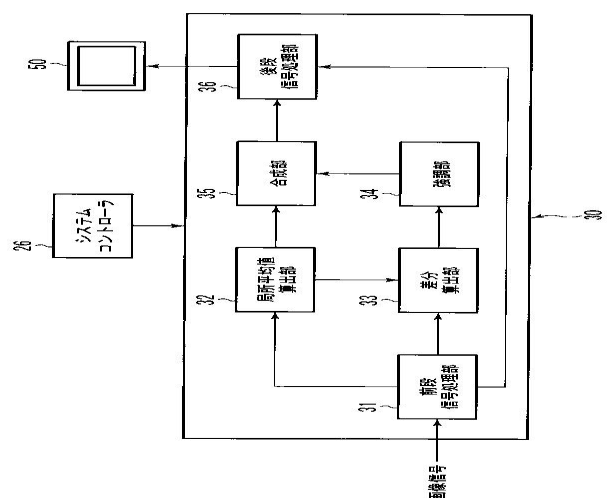 画像信号
31
前段
信号処理部
32
局所平均値
算出部
33
差分
算出部
34
強調部
35
合成部
36
後段
信号処理部
30
26
システム
コントローラ
50